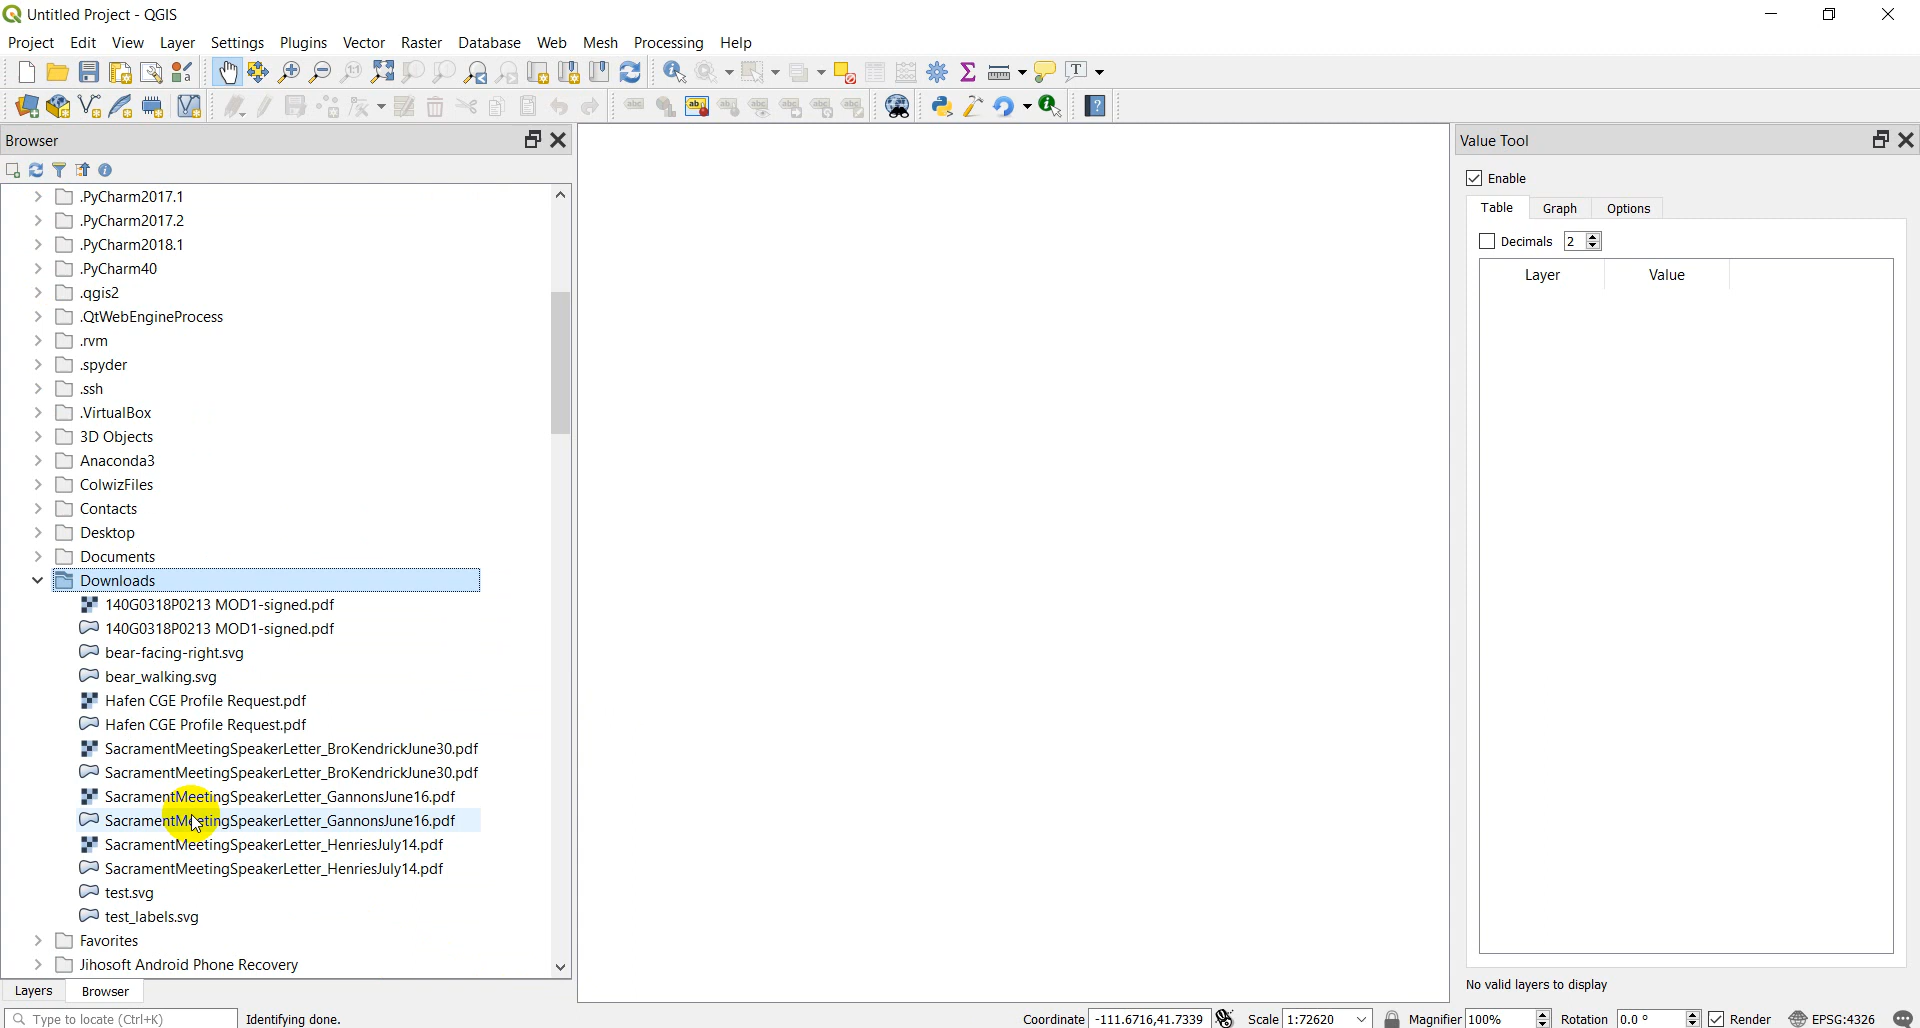 Untitled Project - QGIS
Project Edit View Layer Settings Plugins Vector Raster Database Web Mesh Processing Help
Browser
.PyCharm2017.1
.PyCharm2017.2
.PyCharm2018.1
.PyCharm40
.qgis2
.QtWebEngineProcess
.rvm
.spyder
.ssh
.VirtualBox
3D Objects
Anaconda3
ColwizFiles
Contacts
Desktop
Documents
Downloads
140G0318P0213 MOD1-signed.pdf
140G0318P0213 MOD1-signed.pdf
bear-facing-right.svg
bear_walking.svg
Hafen CGE Profile Request.pdf
Hafen CGE Profile Request.pdf
SacramentMeetingSpeakerLetter_BroKendrickJune30.pdf
SacramentMeetingSpeakerLetter_BroKendrickJune30.pdf
SacramentMeetingSpeakerLetter_GannonsJune16.pdf
SacramentMeetingSpeakerLetter_GannonsJune16.pdf
SacramentMeetingSpeakerLetter_HenriesJuly14.pdf
SacramentMeetingSpeakerLetter_HenriesJuly14.pdf
test.svg
test_labels.svg
Favorites
Jihosoft Android Phone Recovery
Layers Browser
Value Tool
Enable
Table Graph Options
Decimals 2
Layer Value
No valid layers to display
Type to locate (Ctrl+K) Identifying done. Coordinate -111.6716,41.7339 Scale 1:72620 Magnifier 100% Rotation 0.0 ° Render EPSG:4326